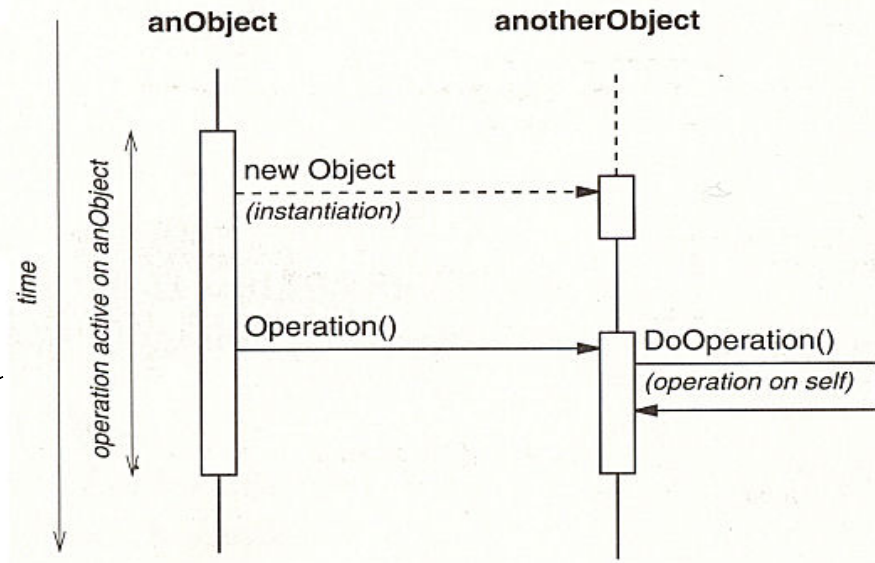 anObject
anotherObject
new Object
(instantiation)
Operation()
DoOperation()
(operation on self)
operation active on anObject
time